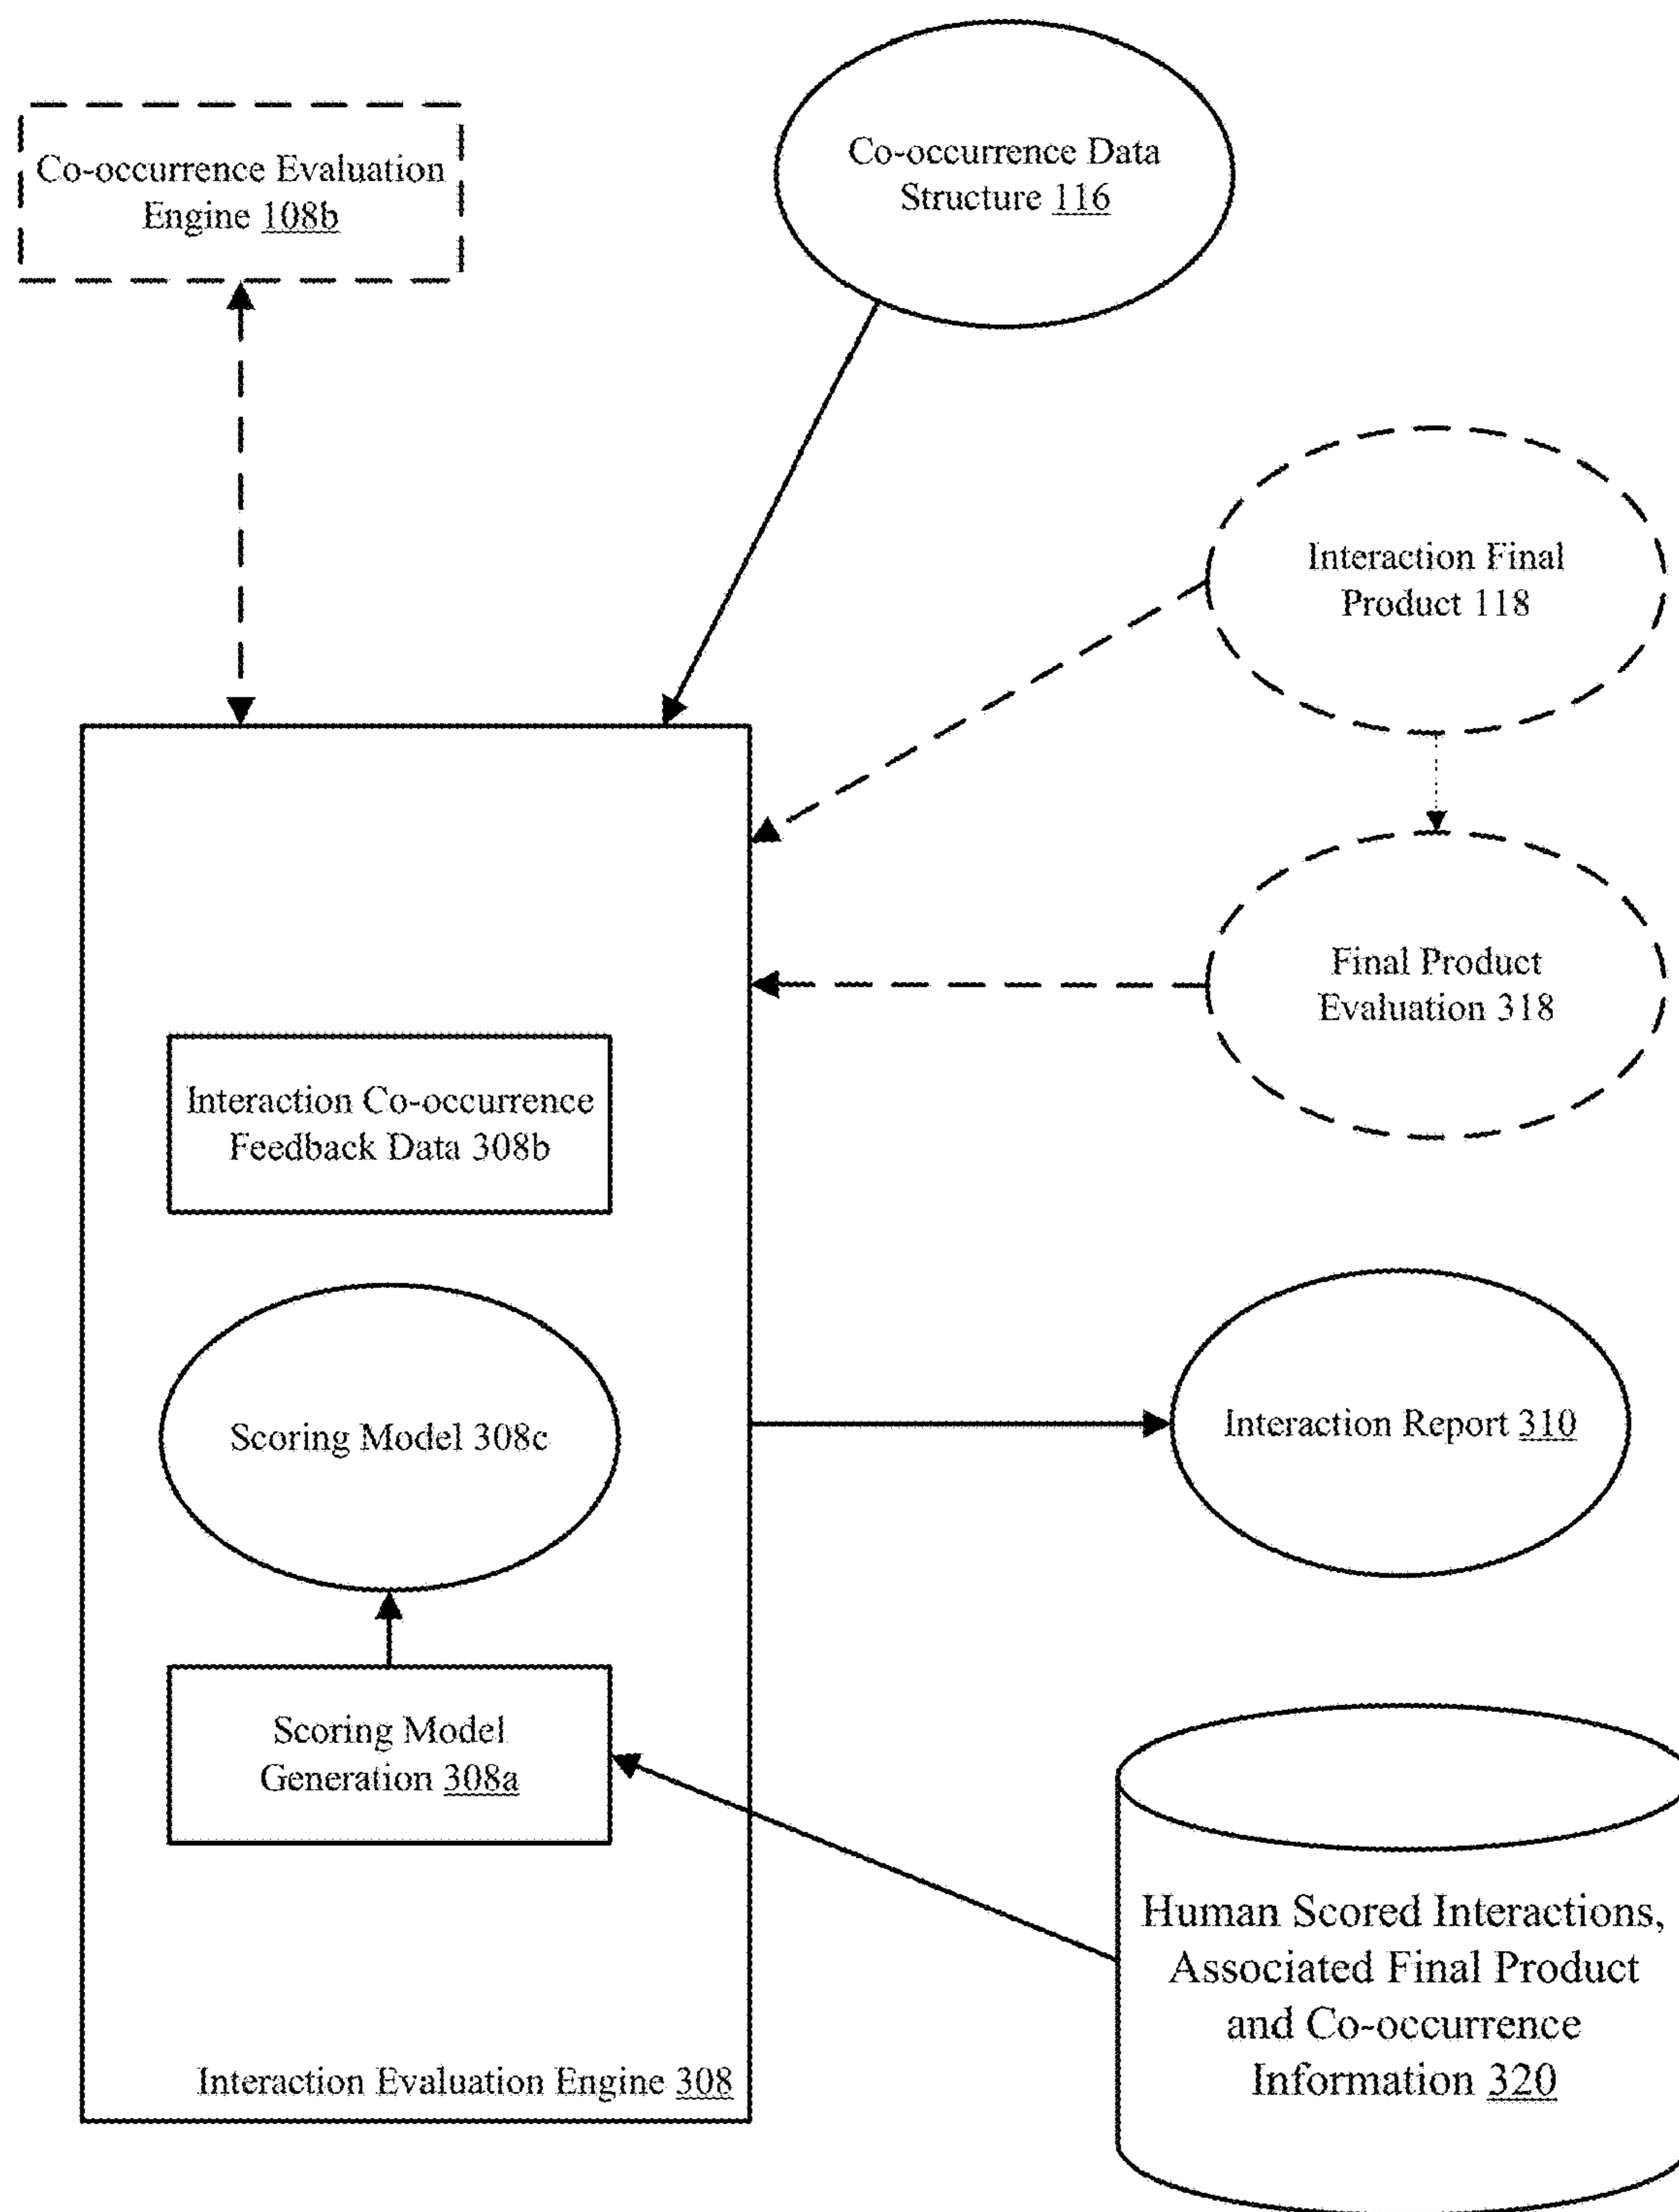 Co-occurrence Evaluation
Engine 108b
Co-occurrence Data
Structure 116
Interaction Final
Product 118
Final Product
Evaluation 318
Interaction Co-occurrence
Feedback Data 308b
Scoring Model 308c
Interaction Report 310
Scoring Model
Generation 308a
Human Scored Interactions,
Associated Final Product
and Co-occurrence
Information 320
Interaction Evaluation Engine 308